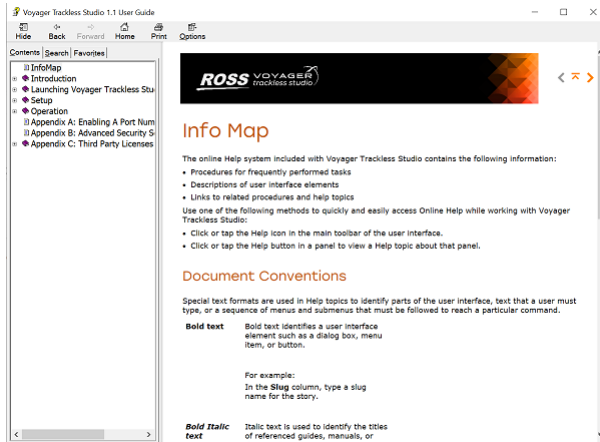 Voyager Trackless Studio 1.1 User Guide
Hide Back Forward Home Print Options
Contents Search Favorites
InfoMap
Introduction
Launching Voyager Trackless Stu
Setup
Operation
Appendix A: Enabling A Port Num
Appendix B: Advanced Security S
Appendix C: Third Party Licenses
ROSS VOYAGER
trackless studio
Info Map
The online Help system included with Voyager Trackless Studio contains the following information:
• Procedures for frequently performed tasks
• Descriptions of user interface elements
• Links to related procedures and help topics
Use one of the following methods to quickly and easily access Online Help while working with Voyager
Trackless Studio:
• Click or tap the Help icon in the main toolbar of the user interface.
• Click or tap the Help button in a panel to view a Help topic about that panel.
Document Conventions
Special text formats are used in Help topics to identify parts of the user interface, text that a user must
type, or a sequence of menus and submenus that must be followed to reach a particular command.
Bold text Bold text identifies a user interface
element such as a dialog box, menu
item, or button.
For example:
In the Slug column, type a slug
name for the story.
Bold Italic Italic text is used to identify the titles
text of referenced guides, manuals, or